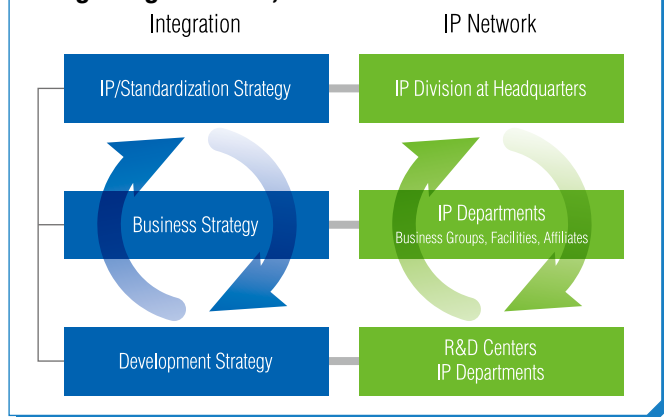 Integration
IP Network
IP/Standardization Strategy
IP Division at Headquarters
Business Strategy
IP Departments
Business Groups, Facilities, Affiliates
Development Strategy
R&D Centers
IP Departments